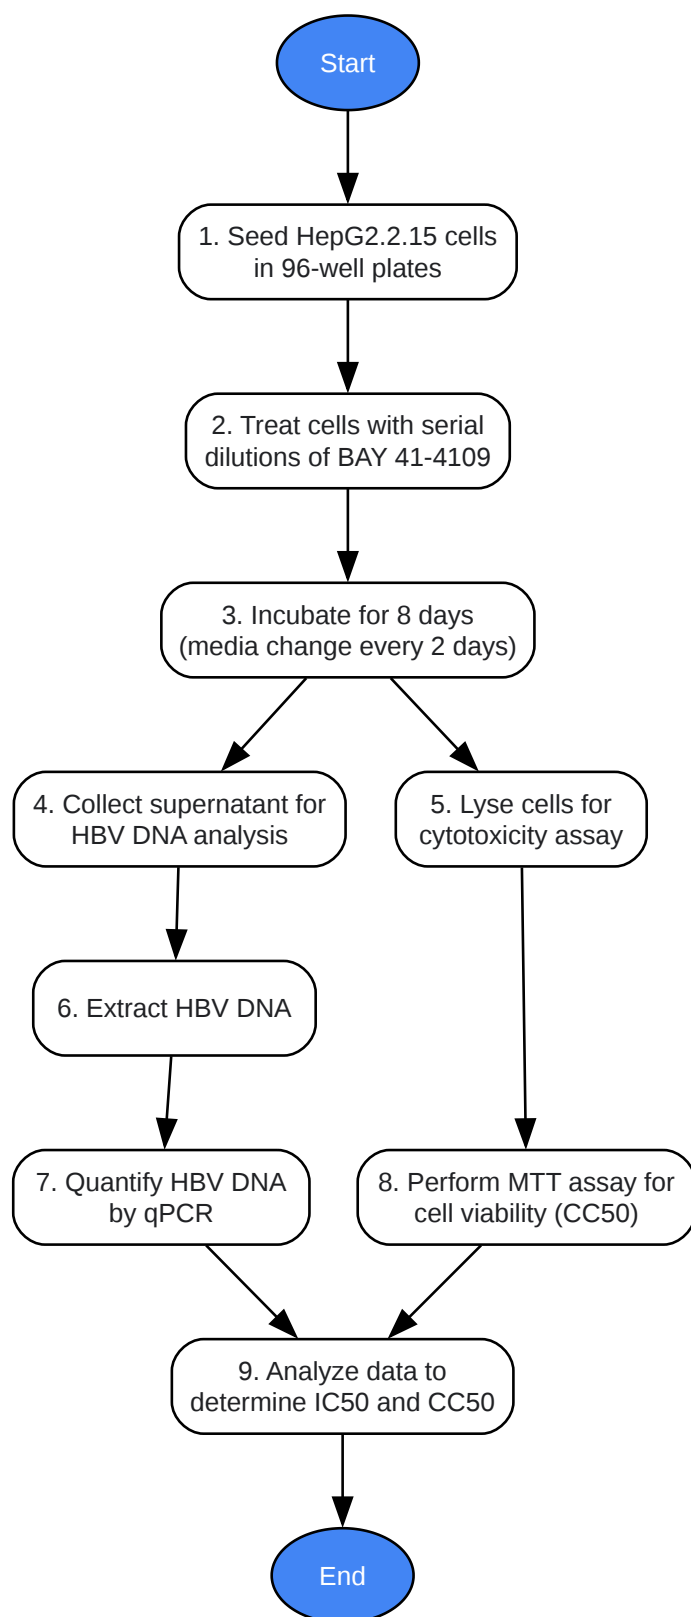 Start
1. Seed HepG2.2.15 cells
in 96-well plates
2. Treat cells with serial
dilutions of BAY 41-4109
3. Incubate for 8 days
(media change every 2 days)
4. Collect supernatant for
HBV DNA analysis
5. Lyse cells for
cytotoxicity assay
6. Extract HBV DNA
7. Quantify HBV DNA
by qPCR
8. Perform MTT assay for
cell viability (CC50)
9. Analyze data to
determine IC50 and CC50
End